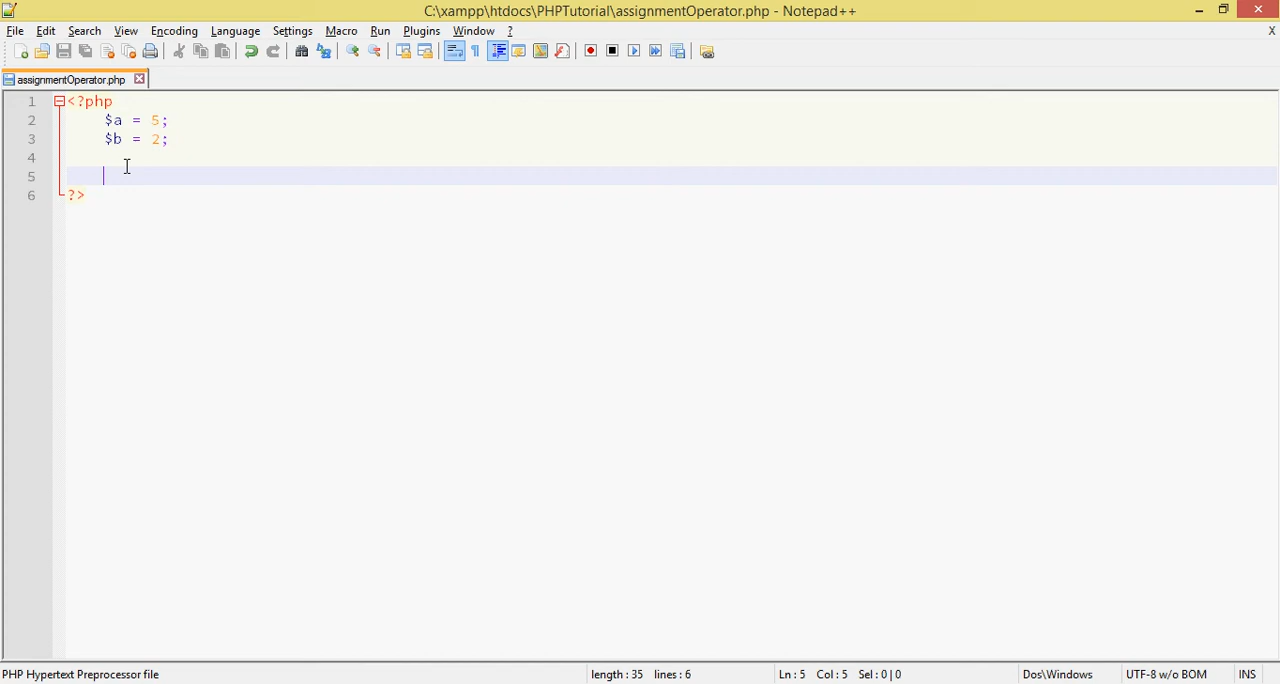 C:\xampp\htdocs\PHPTutorial\assignmentOperator.php - Notepad++
File Edit Search View Encoding Language Settings Macro Run Plugins Window ? X
assignmentOperator.php
1 <?php
2 $a = 5;
3 $b = 2;
4
5
6 ?>
PHP Hypertext Preprocessor file length : 35 lines : 6 Ln : 5 Col : 5 Sel : 0 | 0 Dos\Windows UTF-8 w/o BOM INS